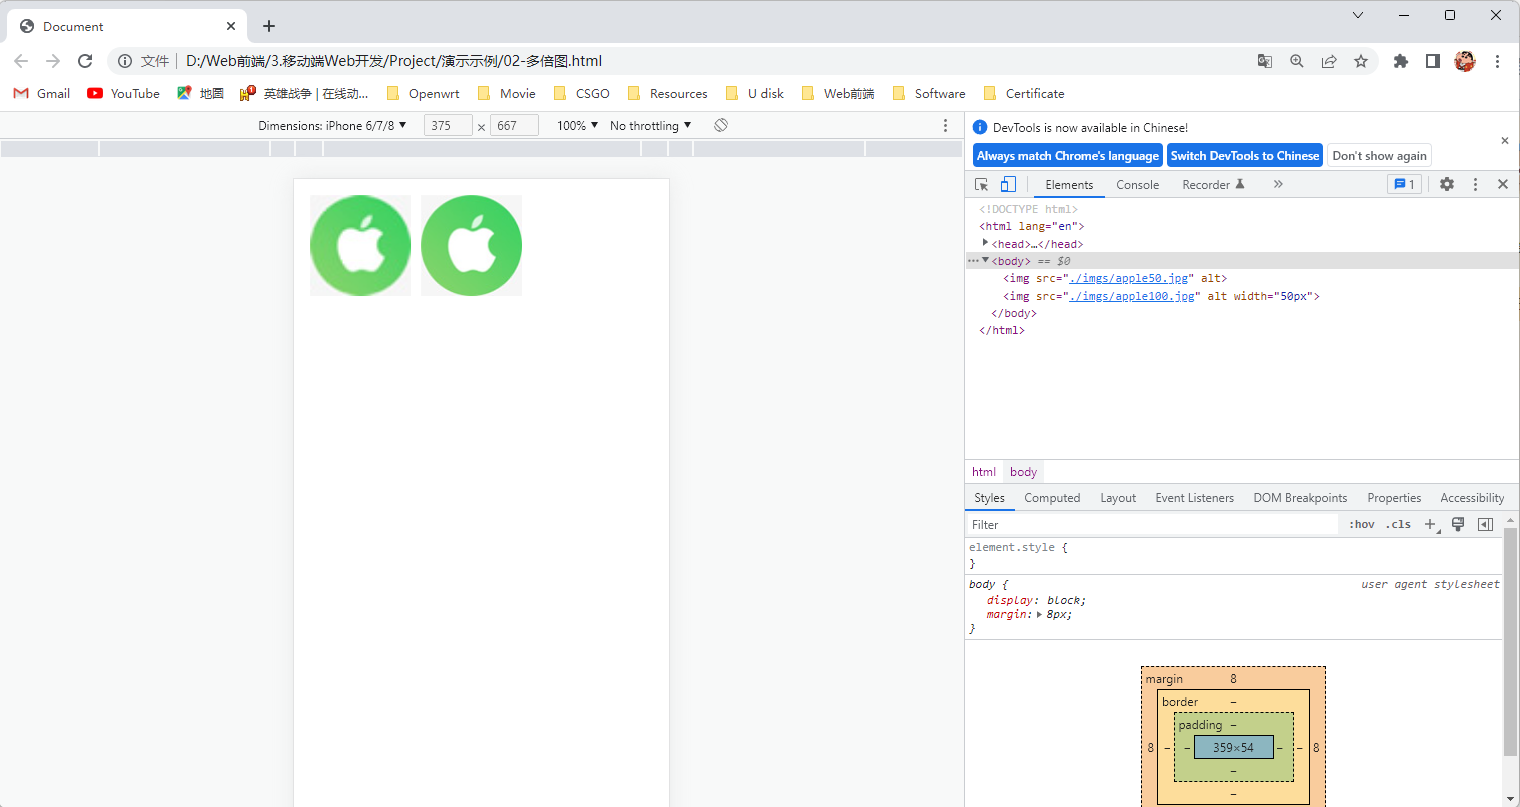 Document
文件 D:/Web前端/3.移动端Web开发/Project/演示示例/02-多倍图.html
Gmail YouTube 地图 英雄战争 | 在线动... Openwrt Movie CSGO Resources U disk Web前端 Software Certificate
Dimensions: iPhone 6/7/8 ▼ 375 × 667 100% ▼ No throttling ▼
DevTools is now available in Chinese!
Always match Chrome's language Switch DevTools to Chinese Don't show again
Elements Console Recorder » 1
<!DOCTYPE html>
<html lang="en">
<head>…</head>
<body> == $0
<img src="./imgs/apple50.jpg" alt>
<img src="./imgs/apple100.jpg" alt width="50px">
</body>
</html>
html body
Styles Computed Layout Event Listeners DOM Breakpoints Properties Accessibility
Filter :hov .cls
element.style {
}
body { user agent stylesheet
display: block;
margin: 8px;
}
margin 8
border –
padding –
8 – – 359×54 – – 8
–
–